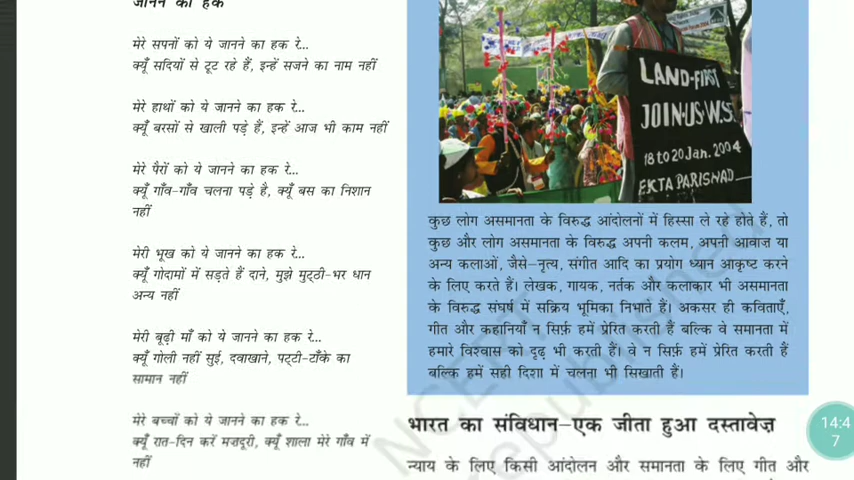 जानने का हक
मेरे सपनों को ये जानने का हक रे...
क्यूँ सदियों से टूट रहे हैं, इन्हें सजने का नाम नहीं
मेरे हाथों को ये जानने का हक रे...
क्यूँ बरसों से खाली पड़े हैं, इन्हें आज भी काम नहीं
मेरे पैरों को ये जानने का हक रे...
क्यूँ गाँव-गाँव चलना पड़े है, क्यूँ बस का निशान
नहीं
मेरी भूख को ये जानने का हक रे...
क्यूँ गोदामों में सड़ते हैं दाने, मुझे मुट्ठी-भर धान
अन्य नहीं
मेरी बूढ़ी माँ को ये जानने का हक रे...
क्यूँ गोली नहीं सुई, दवाखाने, पट्टी-टाँके का
सामान नहीं
मेरे बच्चों को ये जानने का हक रे...
क्यूँ रात-दिन करें मज़दूरी, क्यूँ शाला मेरे गाँव में
नहीं
LAND-FIRST
JOIN-US-W.S.
18 to 20 Jan. 2004
EKTA PARISHAD
कुछ लोग असमानता के विरुद्ध आंदोलनों में हिस्सा ले रहे होते हैं, तो
कुछ और लोग असमानता के विरुद्ध अपनी कलम, अपनी आवाज या
अन्य कलाओं, जैसे-नृत्य, संगीत आदि का प्रयोग ध्यान आकृष्ट करने
के लिए करते हैं। लेखक, गायक, नर्तक और कलाकार भी असमानता
के विरुद्ध संघर्ष में सक्रिय भूमिका निभाते हैं। अकसर ही कविताएँ,
गीत और कहानियाँ न सिर्फ़ हमें प्रेरित करती हैं बल्कि वे समानता में
हमारे विश्वास को दृढ़ भी करती हैं। वे न सिर्फ़ हमें प्रेरित करती हैं
बल्कि हमें सही दिशा में चलना भी सिखाती हैं।
भारत का संविधान–एक जीता हुआ दस्तावेज़
न्याय के लिए किसी आंदोलन और समानता के लिए गीत और
14:4
7
NCERT
republished